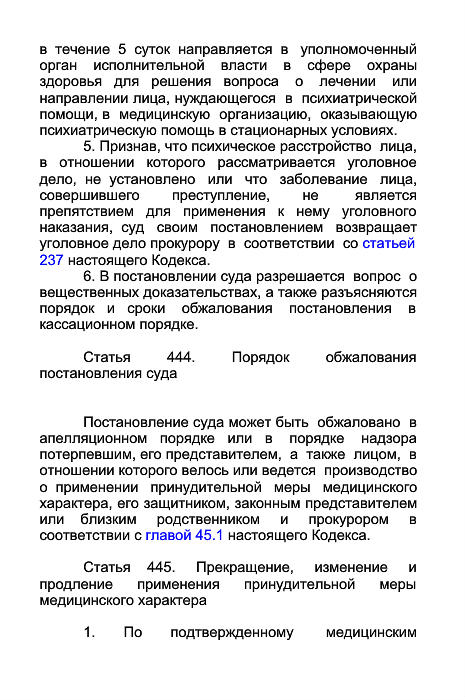 в течение 5 суток направляется в уполномоченный
орган исполнительной власти в сфере охраны
здоровья для решения вопроса о лечении или
направлении лица, нуждающегося в психиатрической
помощи, в медицинскую организацию, оказывающую
психиатрическую помощь в стационарных условиях.
5. Признав, что психическое расстройство лица,
в отношении которого рассматривается уголовное
дело, не установлено или что заболевание лица,
совершившего преступление, не является
препятствием для применения к нему уголовного
наказания, суд своим постановлением возвращает
уголовное дело прокурору в соответствии со статьей
237 настоящего Кодекса.
6. В постановлении суда разрешается вопрос о
вещественных доказательствах, а также разъясняются
порядок и сроки обжалования постановления в
кассационном порядке.
Статья 444. Порядок обжалования
постановления суда
Постановление суда может быть обжаловано в
апелляционном порядке или в порядке надзора
потерпевшим, его представителем, а также лицом, в
отношении которого велось или ведется производство
о применении принудительной меры медицинского
характера, его защитником, законным представителем
или близким родственником и прокурором в
соответствии с главой 45.1 настоящего Кодекса.
Статья 445. Прекращение, изменение и
продление применения принудительной меры
медицинского характера
1. По подтвержденному медицинским